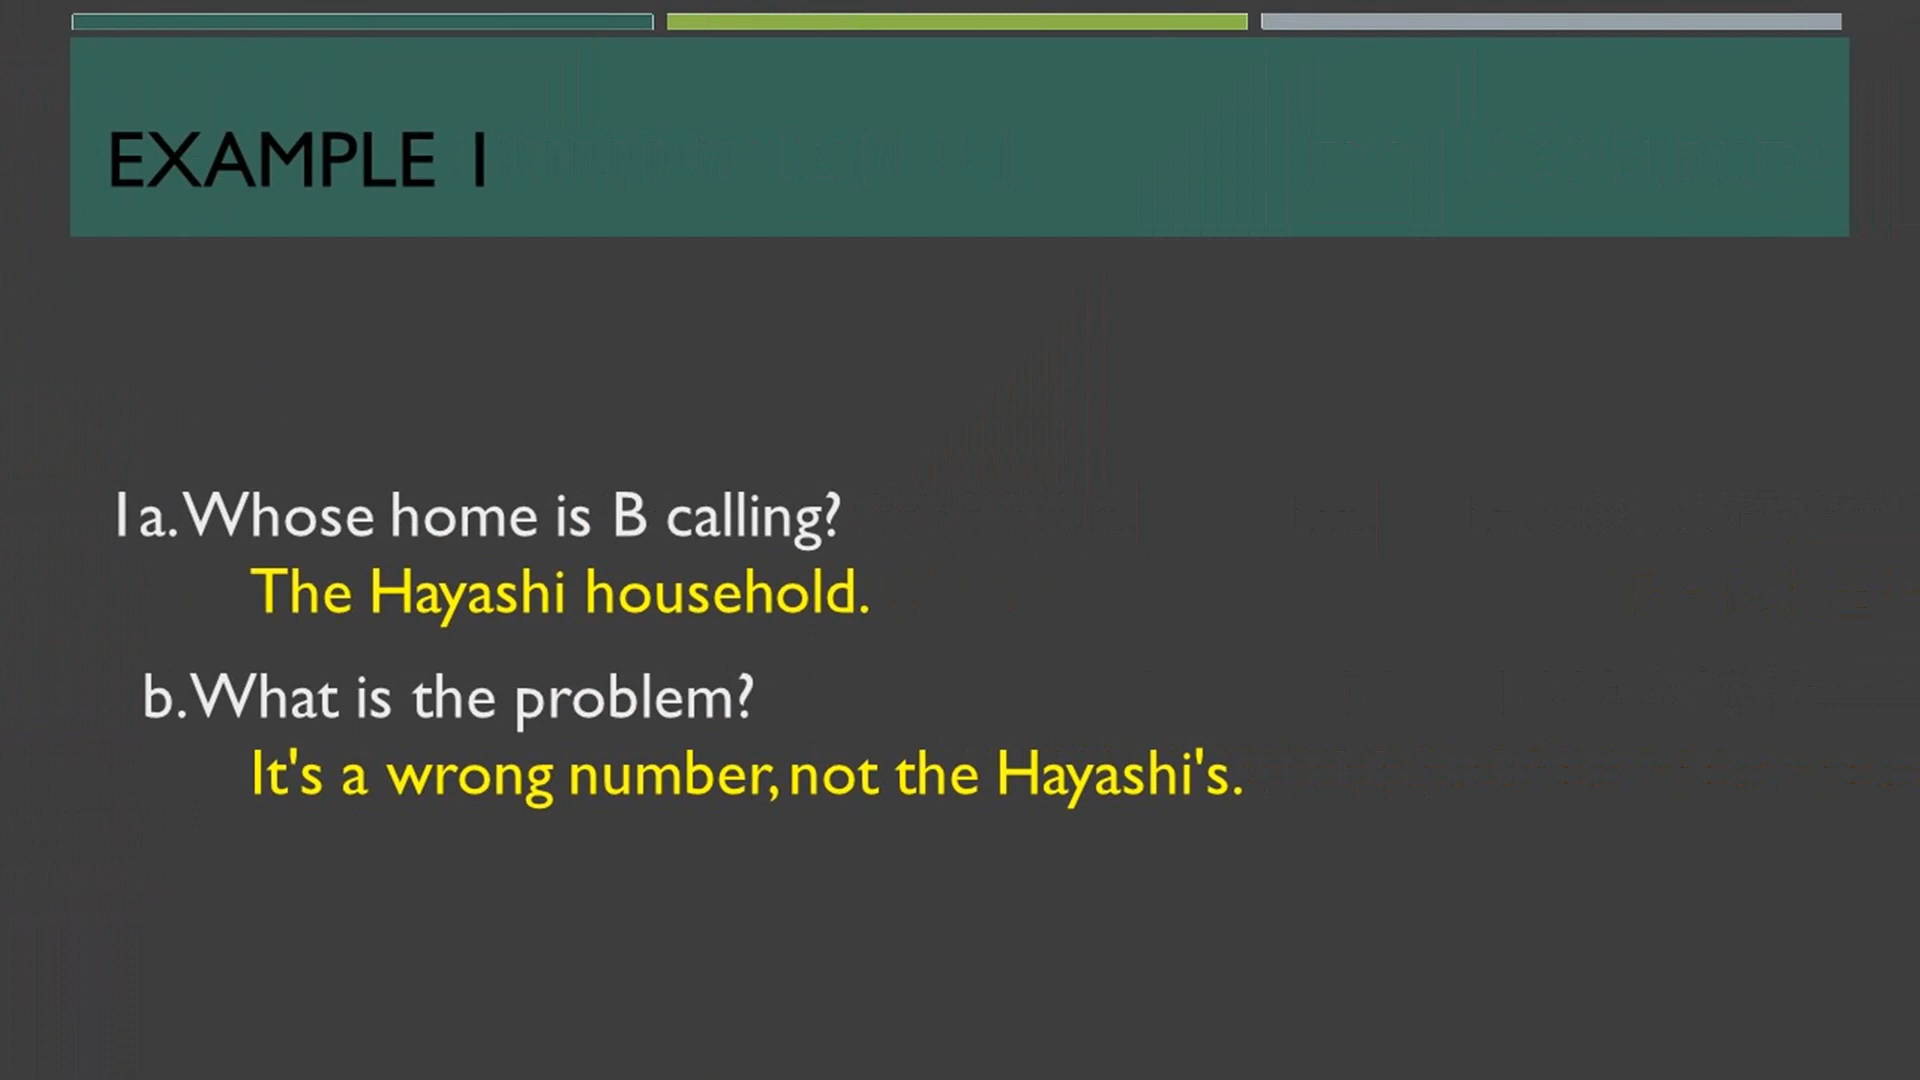 EXAMPLE 1
1a. Whose home is B calling?
The Hayashi household.
b. What is the problem?
It's a wrong number, not the Hayashi's.